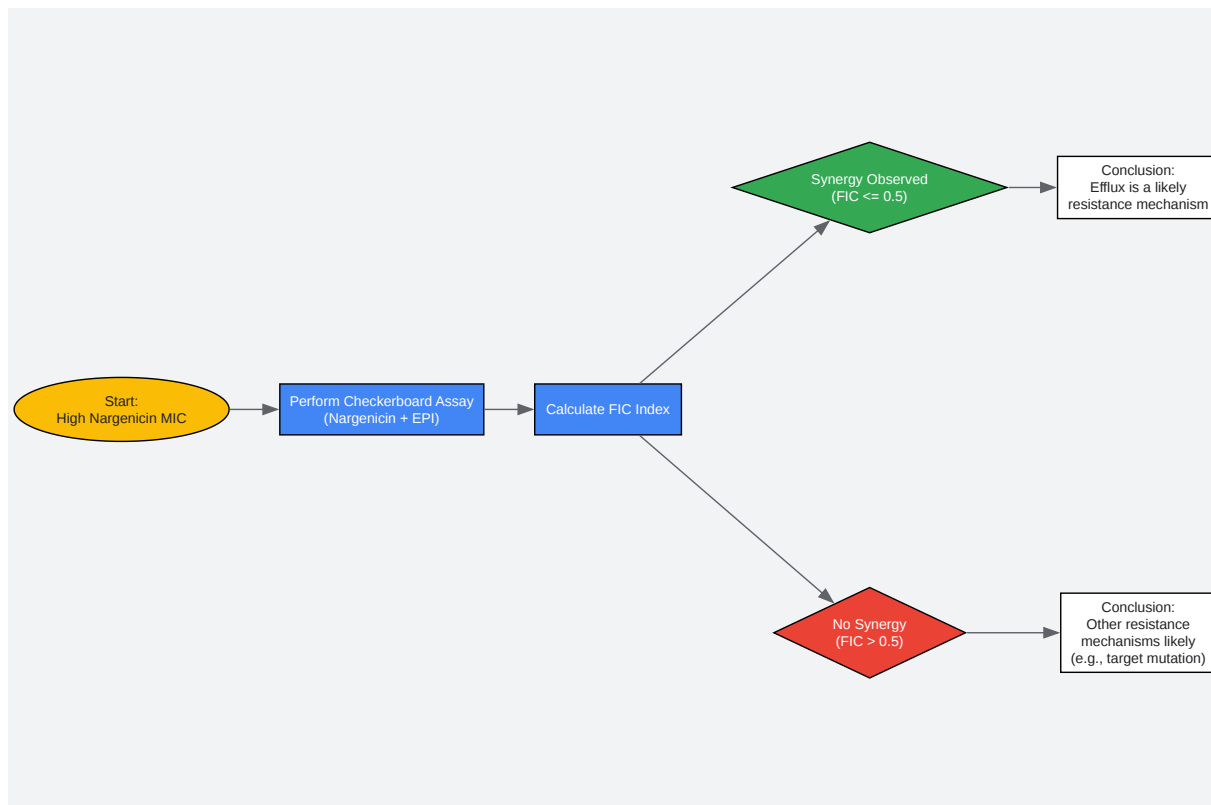 Start:
High Nargenicin MIC
Perform Checkerboard Assay
(Nargenicin + EPI)
Calculate FIC Index
Synergy Observed
(FIC <= 0.5)
Conclusion:
Efflux is a likely
resistance mechanism
No Synergy
(FIC > 0.5)
Conclusion:
Other resistance
mechanisms likely
(e.g., target mutation)